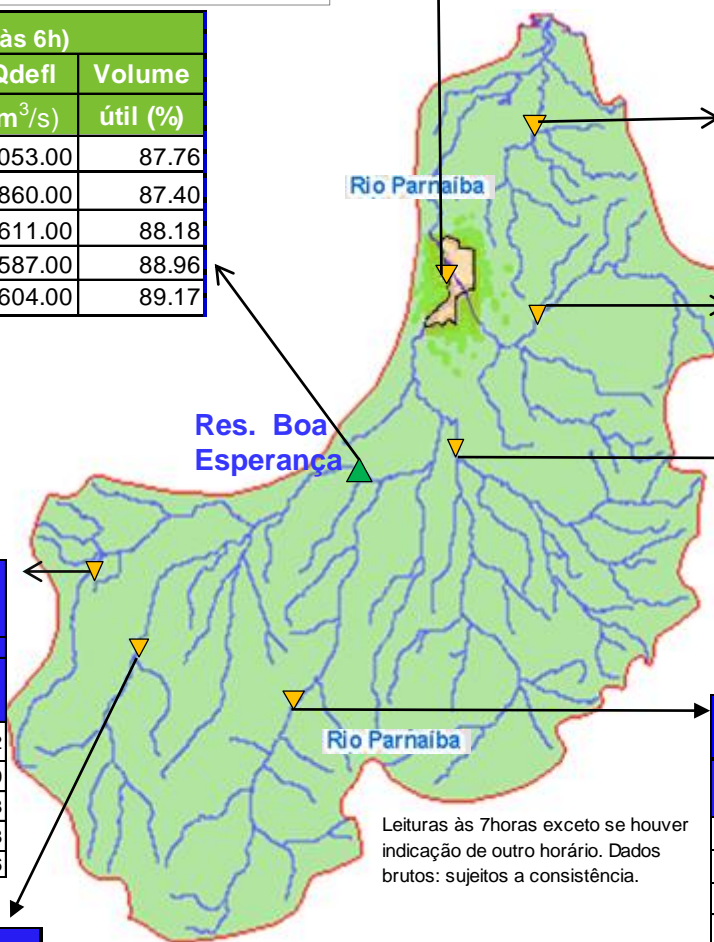 às 6h)
Qdefl Volume
m³/s) útil (%)
053.00 87.76
860.00 87.40
611.00 88.18
587.00 88.96
604.00 89.17
Rio Parnaíba
Res. Boa
Esperança
Rio Parnaíba
Leituras às 7horas exceto se houver
indicação de outro horário. Dados
brutos: sujeitos a consistência.